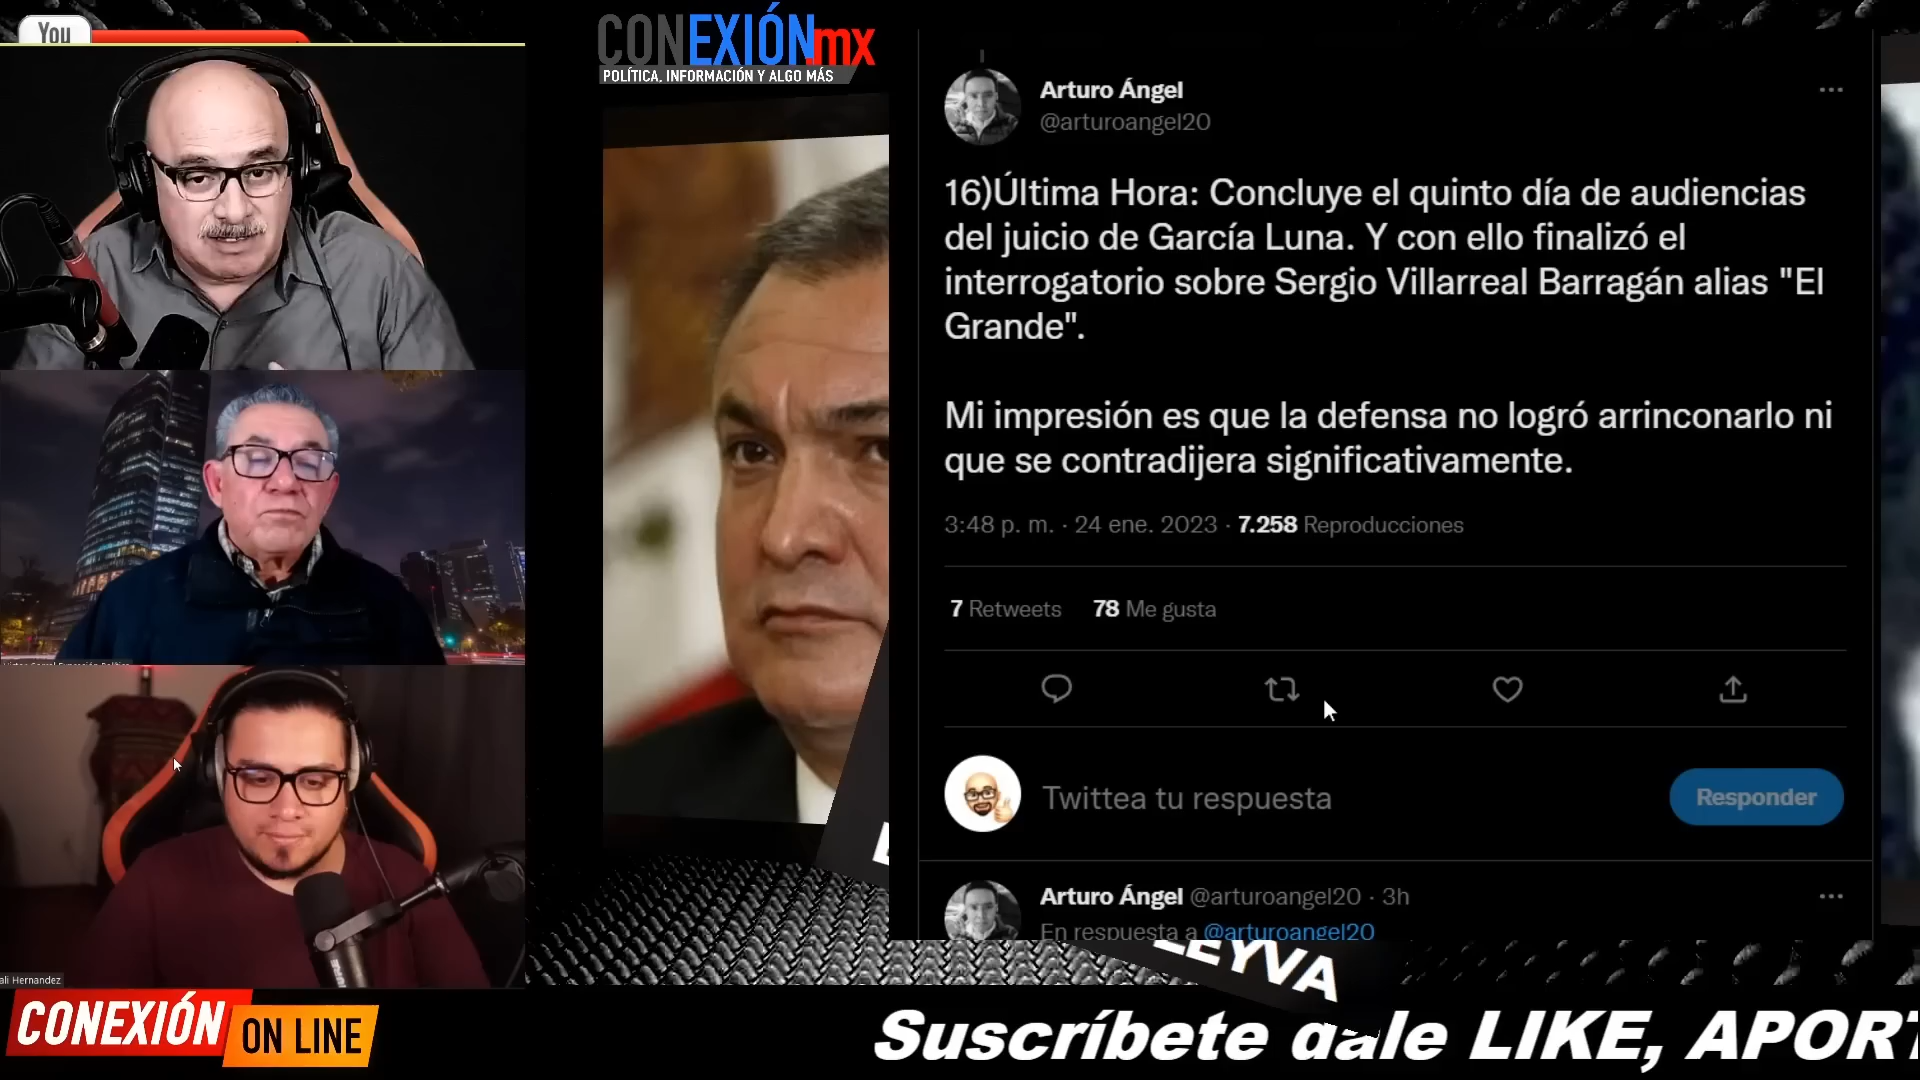 You
CONEXIÓNmx
POLÍTICA, INFORMACIÓN Y ALGO MÁS
Arturo Ángel
@arturoangel20
16)Última Hora: Concluye el quinto día de audiencias
del juicio de García Luna. Y con ello finalizó el
interrogatorio sobre Sergio Villarreal Barragán alias "El
Grande".
Mi impresión es que la defensa no logró arrinconarlo ni
que se contradijera significativamente.
3:48 p. m. · 24 ene. 2023 · 7.258 Reproducciones
7 Retweets 78 Me gusta
Twittea tu respuesta
Responder
Arturo Ángel @arturoangel20 · 3h
En respuesta a @arturoangel20
LEYVA
ali Hernandez
CONEXIÓN
ON LINE
Suscríbete dale LIKE, APORT